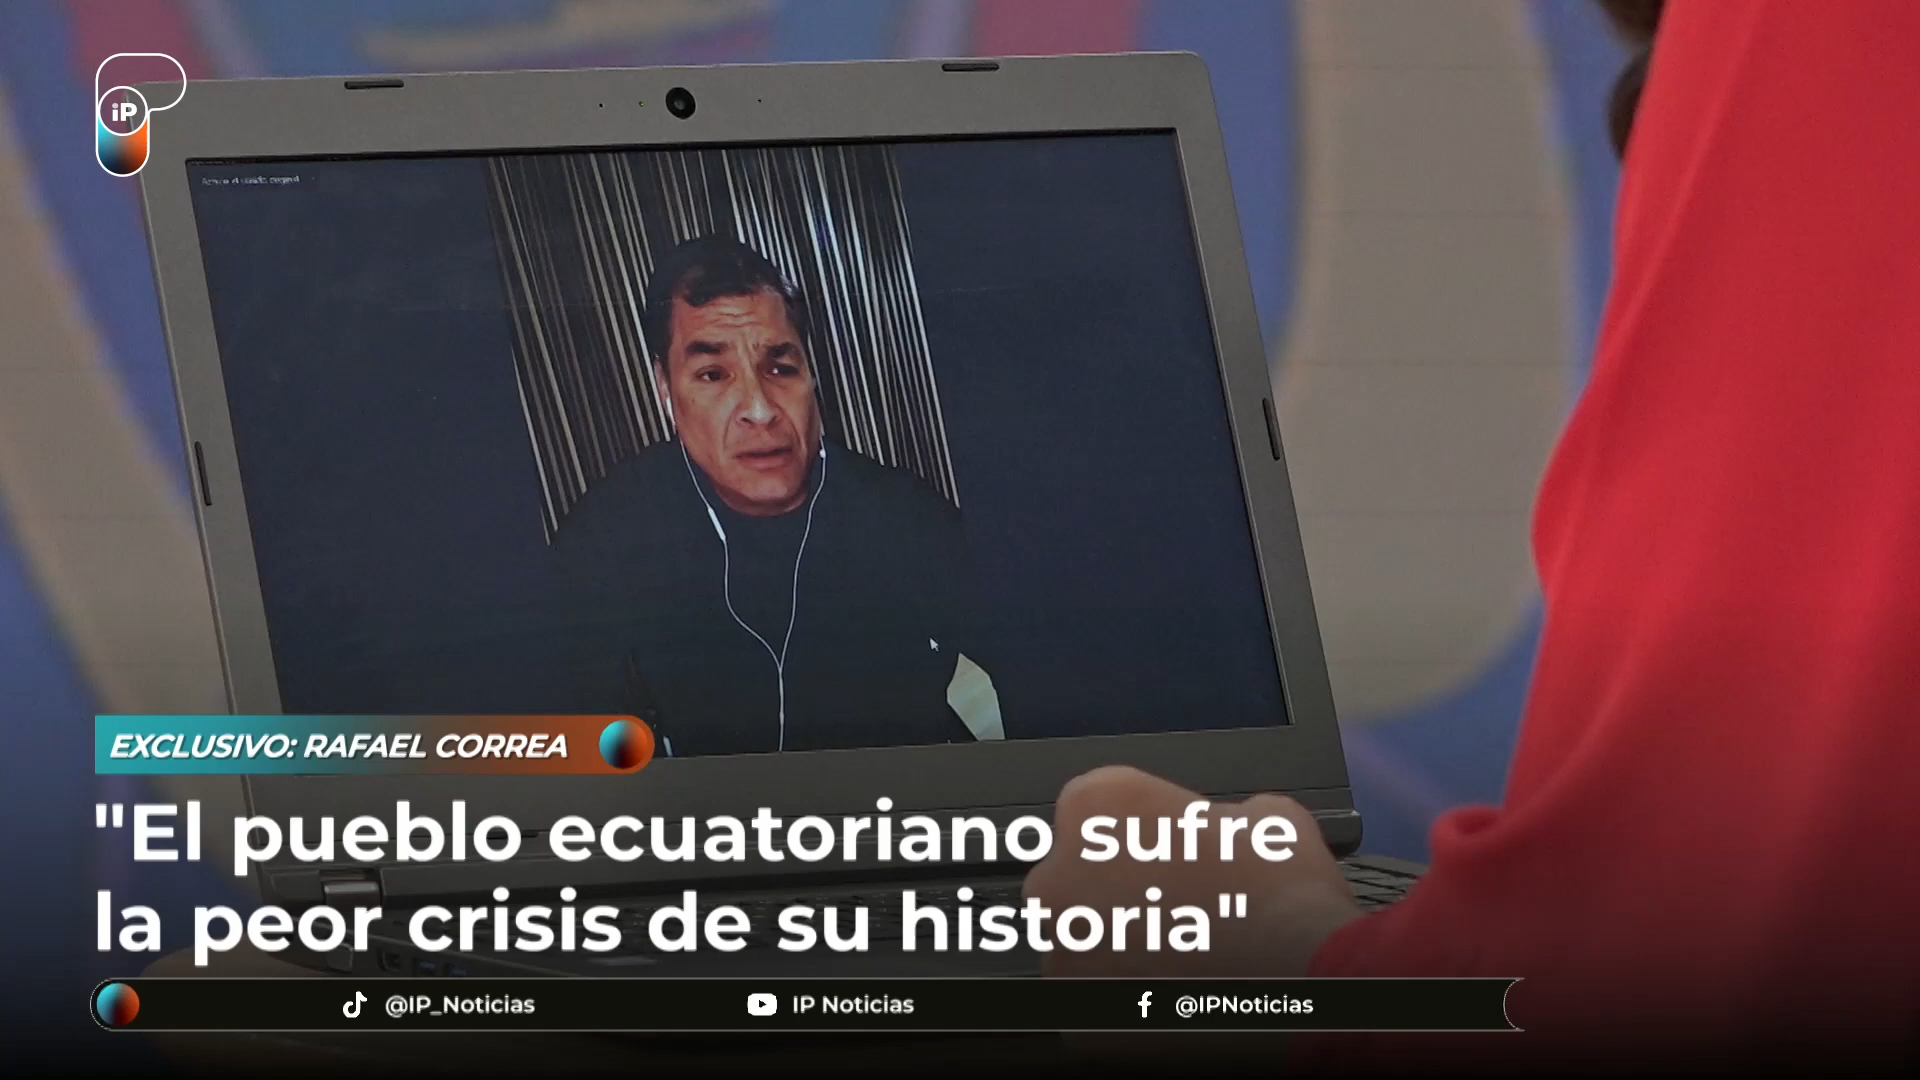 iP
EXCLUSIVO: RAFAEL CORREA
"El pueblo ecuatoriano sufre
la peor crisis de su historia"
@IP_Noticias
IP Noticias
@IPNoticias